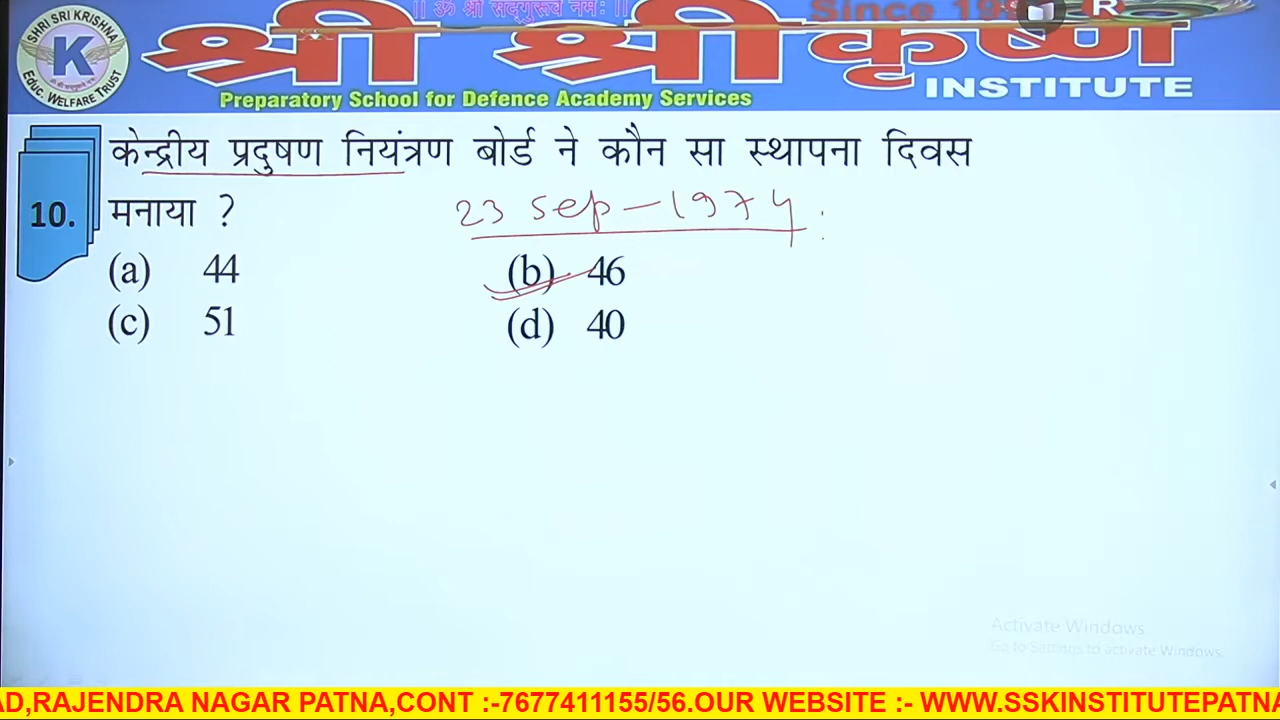 || ॐ श्री सद्गुरूवे नमः ||
Since 19
R
SHRI SRI KRISHNA
K
Educ. WELFARE TRUST
श्री श्री कृष्ण
INSTITUTE
Preparatory School for Defence Academy Services
10. केन्द्रीय प्रदुषण नियंत्रण बोर्ड ने कौन सा स्थापना दिवस
मनाया ?
23 Sep - 1974
(a) 44 (b) 46
(c) 51 (d) 40
Activate Windows
Go to Settings to activate Windows.
AD,RAJENDRA NAGAR PATNA,CONT :-7677411155/56.OUR WEBSITE :- WWW.SSKINSTITUTEPATNA